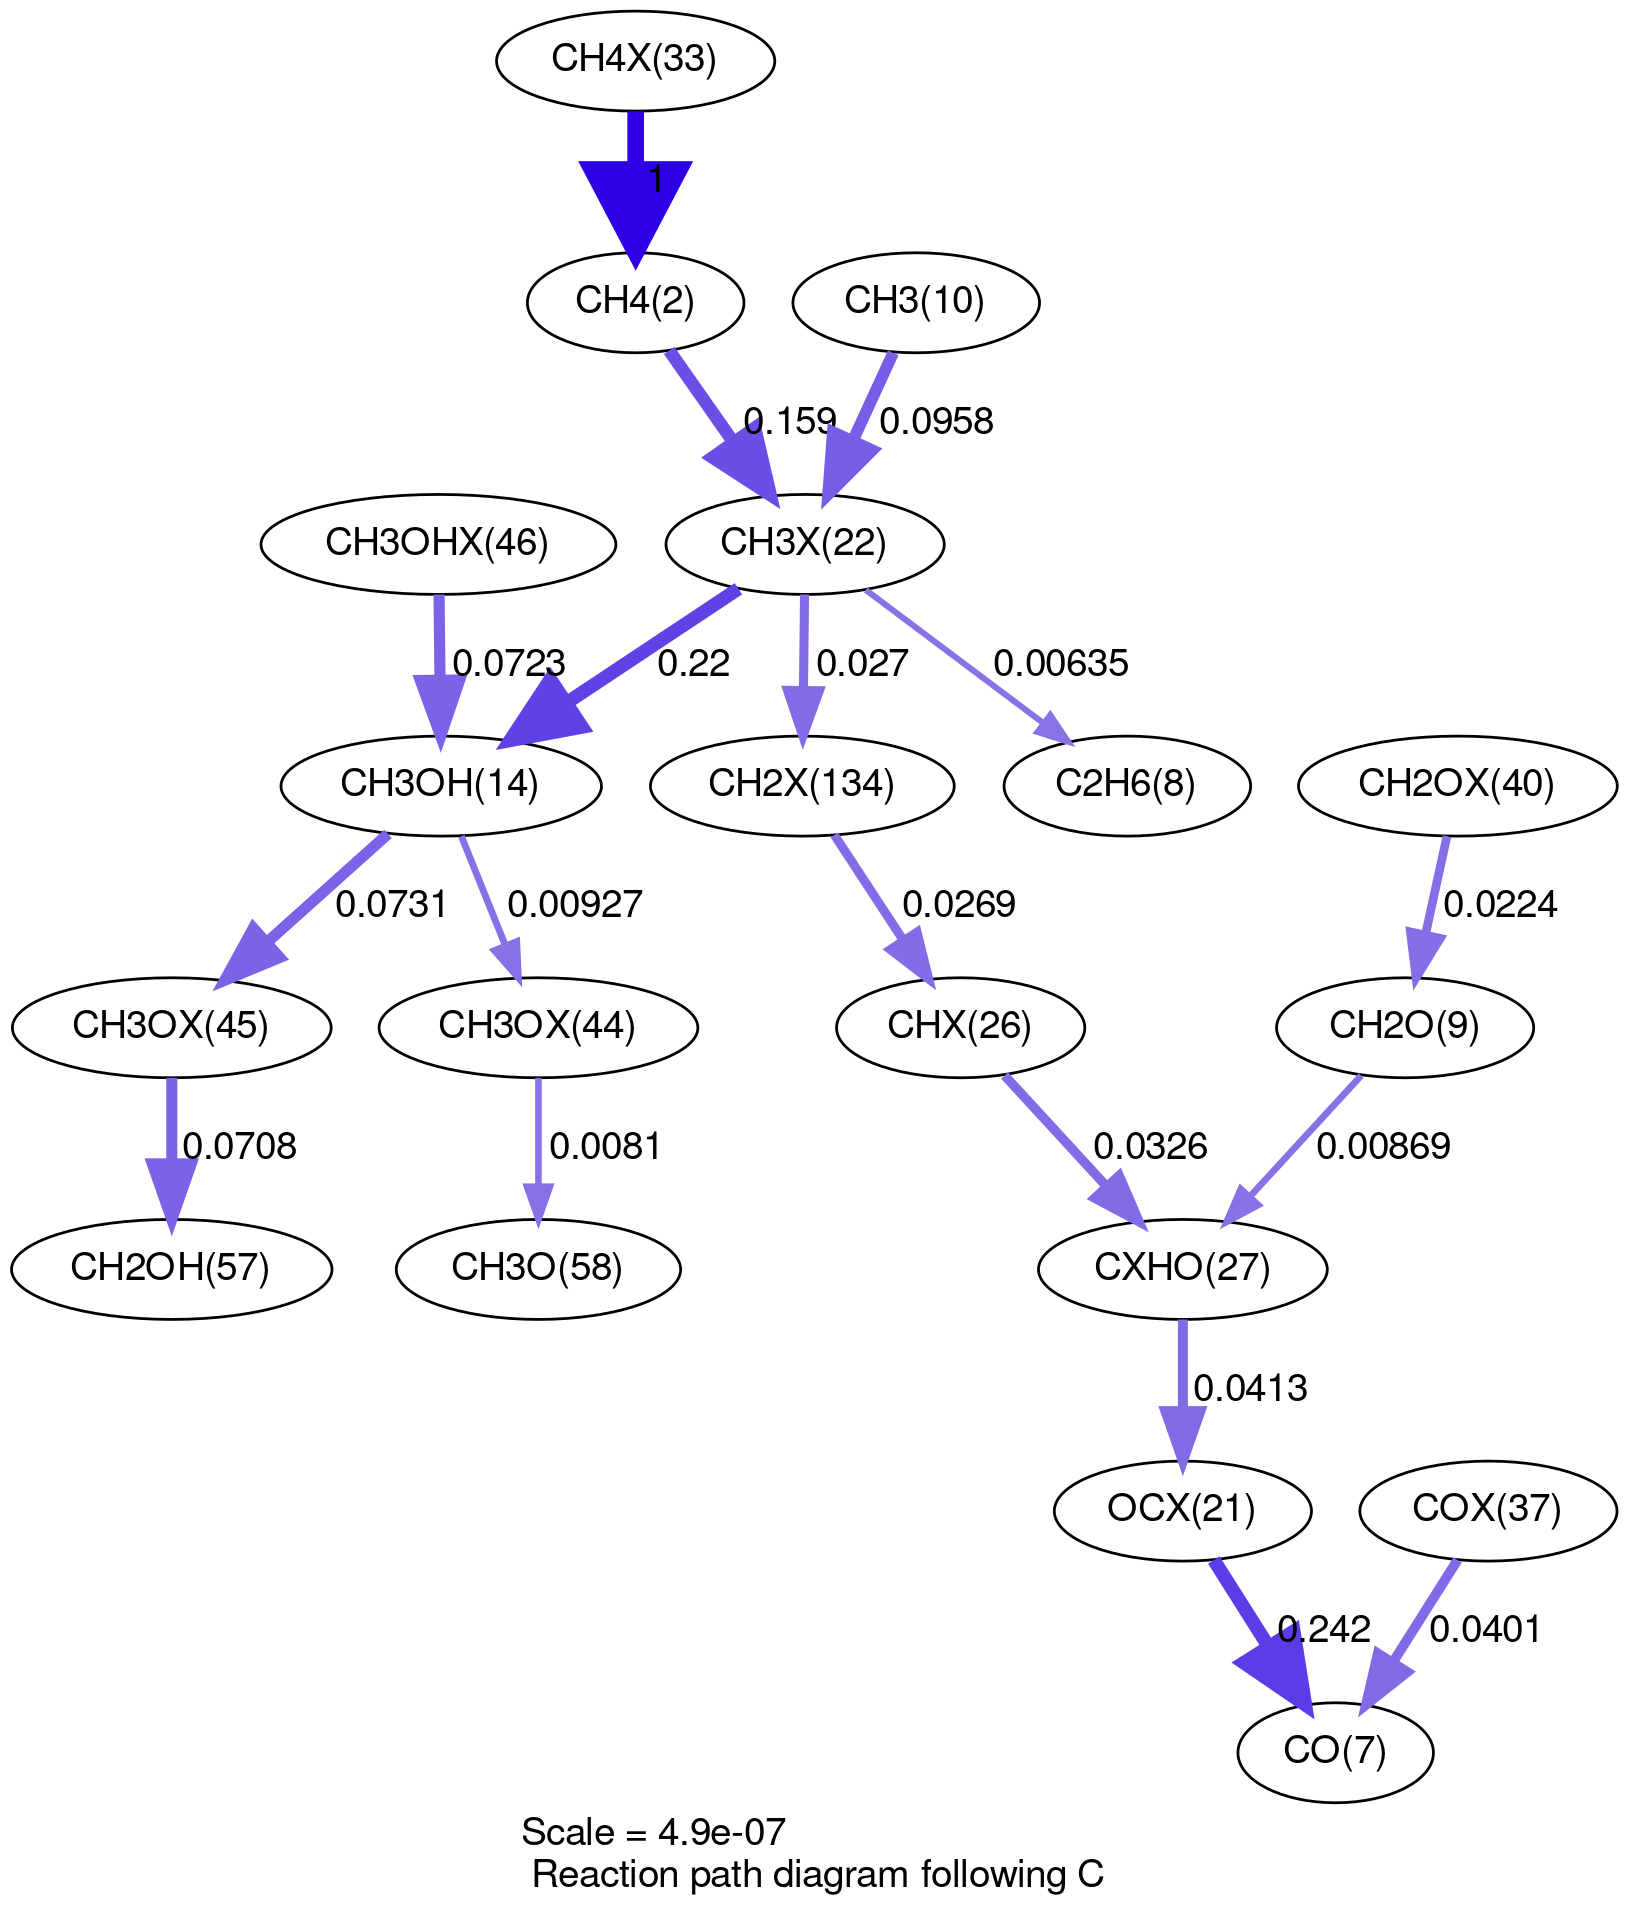 CH4X(33)
1
CH4(2)
CH3(10)
0.159
0.0958
CH3OHX(46)
CH3X(22)
0.0723
0.22
0.027
0.00635
CH3OH(14)
CH2X(134)
C2H6(8)
CH2OX(40)
0.0731
0.00927
0.0269
0.0224
CH3OX(45)
CH3OX(44)
CHX(26)
CH2O(9)
0.0708
0.0081
0.0326
0.00869
CH2OH(57)
CH3O(58)
CXHO(27)
0.0413
OCX(21)
COX(37)
0.242
0.0401
CO(7)
Scale = 4.9e-07
Reaction path diagram following C